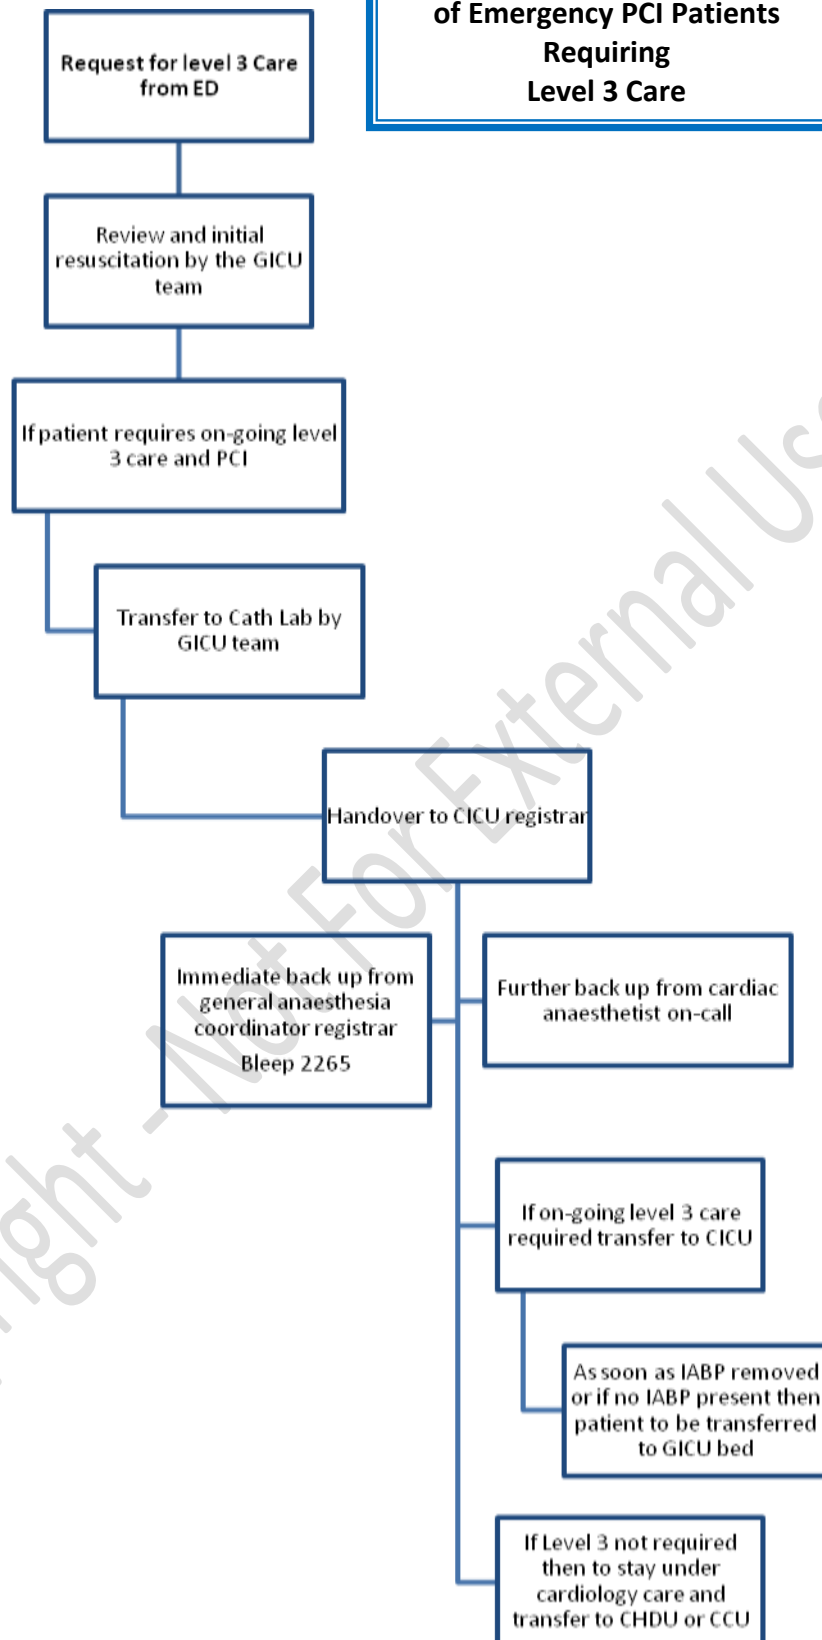 of Emergency PCI Patients
Requiring
Level 3 Care
Request for level 3 Care
from ED
Review and initial
resuscitation by the GICU
team
If patient requires on-going level
3 care and PCI
Transfer to Cath Lab by
GICU team
Handover to CICU registrar
Immediate back up from
general anaesthesia
coordinator registrar
Bleep 2265
Further back up from cardiac
anaesthetist on-call
If on-going level 3 care
required transfer to CICU
As soon as IABP removed
or if no IABP present then
patient to be transferred
to GICU bed
If Level 3 not required
then to stay under
cardiology care and
transfer to CHDU or CCU
right - Not For External Us